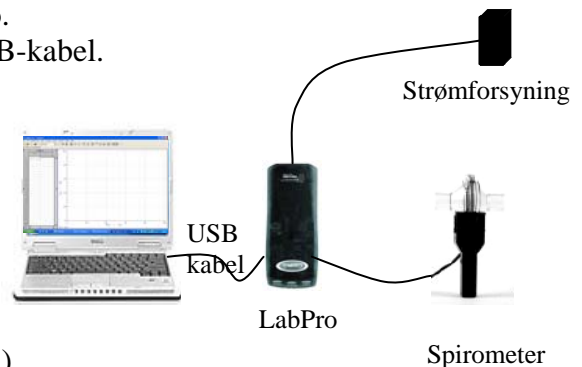 B-kabel.
Strømforsyning
USB
kabel
LabPro
Spirometer